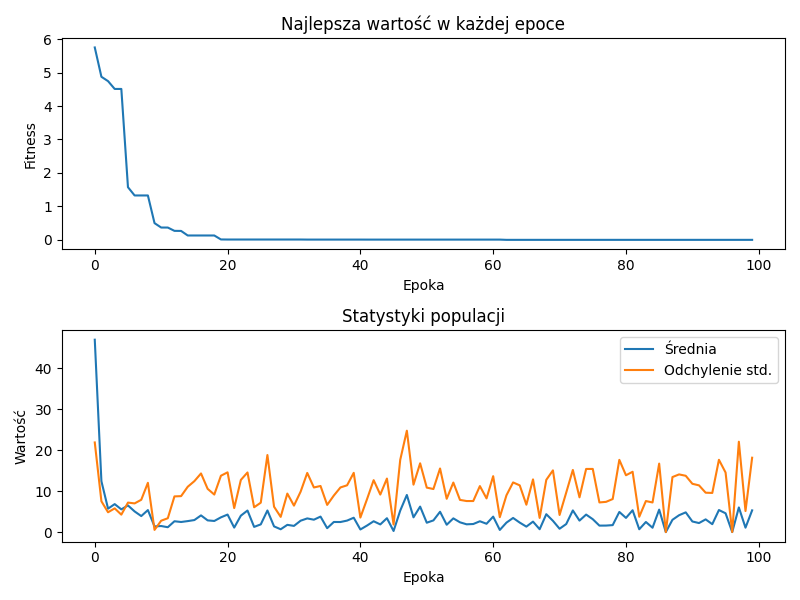 Najlepsza wartość w każdej epoce
6
5
4
3
2
1
0
Fitness
0 20 40 60 80 100
Epoka
Statystyki populacji
Średnia
Odchylenie std.
40
30
20
10
0
Wartość
0 20 40 60 80 100
Epoka